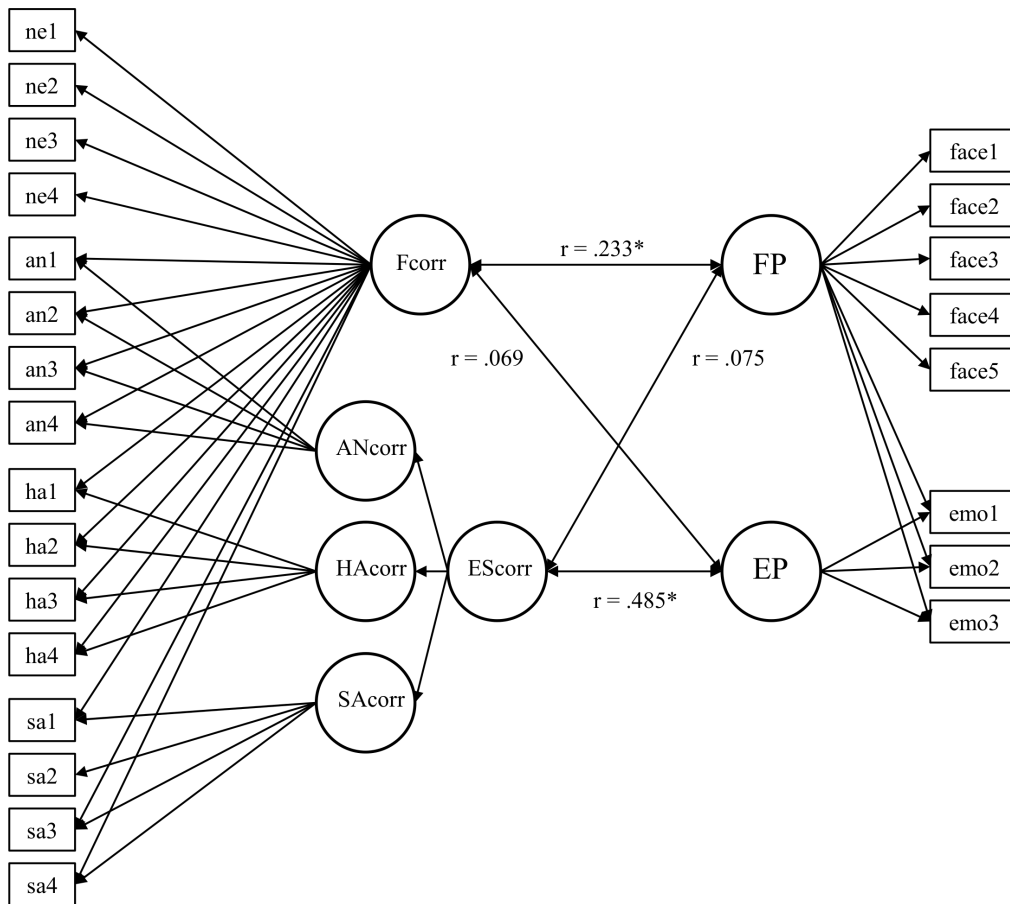 ne1
ne2
ne3
ne4
an1
an2
an3
an4
ha1
ha2
ha3
ha4
sa1
sa2
sa3
sa4
Fcorr
ANcorr
HAcorr
SAcorr
EScorr
r = .233*
r = .069
r = .075
r = .485*
FP
EP
face1
face2
face3
face4
face5
emo1
emo2
emo3